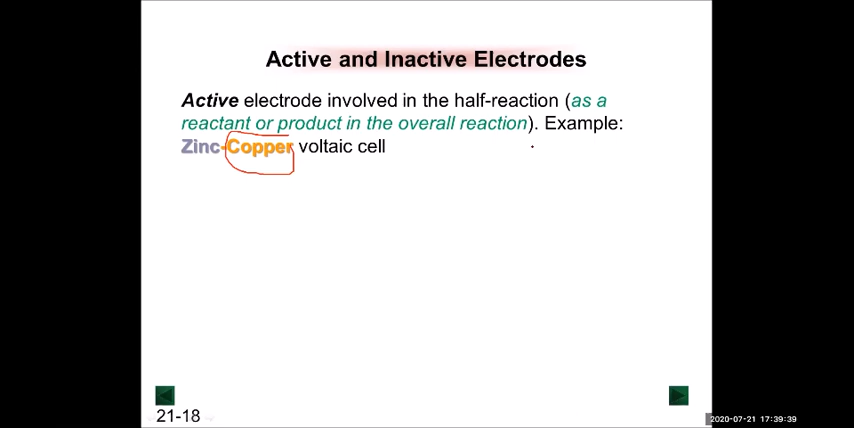 Active and Inactive Electrodes
Active electrode involved in the half-reaction (as a
reactant or product in the overall reaction). Example:
Zinc-Copper voltaic cell
21-18
2020-07-21 17:39:39